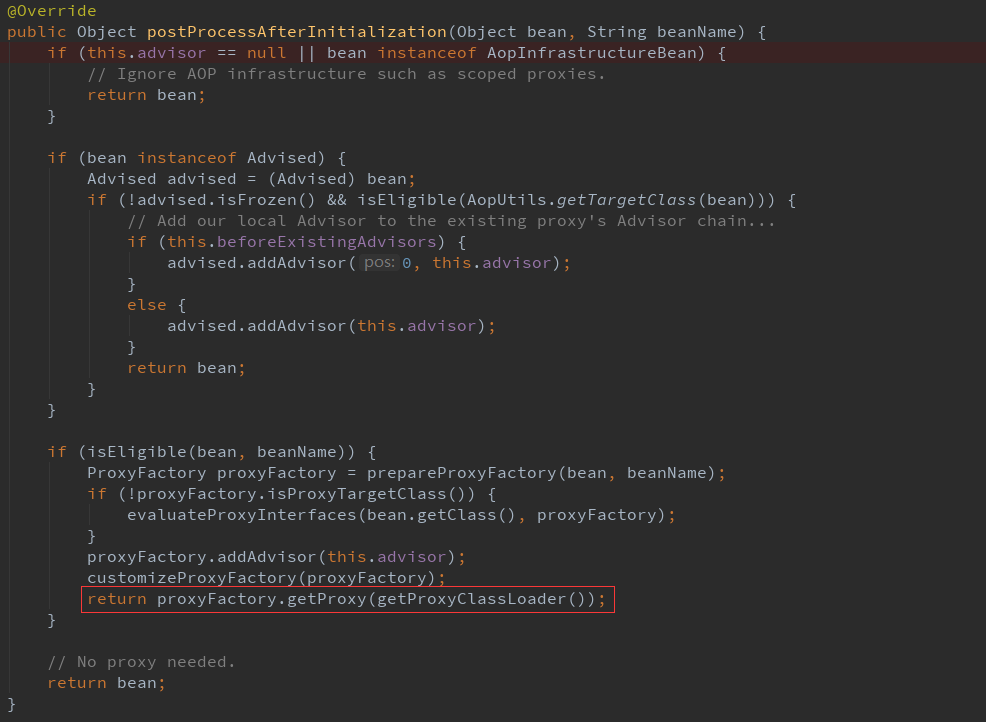 @Override
public Object postProcessAfterInitialization(Object bean, String beanName) {
    if (this.advisor == null || bean instanceof AopInfrastructureBean) {
        // Ignore AOP infrastructure such as scoped proxies.
        return bean;
    }

    if (bean instanceof Advised) {
        Advised advised = (Advised) bean;
        if (!advised.isFrozen() && isEligible(AopUtils.getTargetClass(bean))) {
            // Add our local Advisor to the existing proxy's Advisor chain...
            if (this.beforeExistingAdvisors) {
                advised.addAdvisor( pos: 0, this.advisor);
            }
            else {
                advised.addAdvisor(this.advisor);
            }
            return bean;
        }
    }

    if (isEligible(bean, beanName)) {
        ProxyFactory proxyFactory = prepareProxyFactory(bean, beanName);
        if (!proxyFactory.isProxyTargetClass()) {
            evaluateProxyInterfaces(bean.getClass(), proxyFactory);
        }
        proxyFactory.addAdvisor(this.advisor);
        customizeProxyFactory(proxyFactory);
        return proxyFactory.getProxy(getProxyClassLoader());
    }

    // No proxy needed.
    return bean;
}